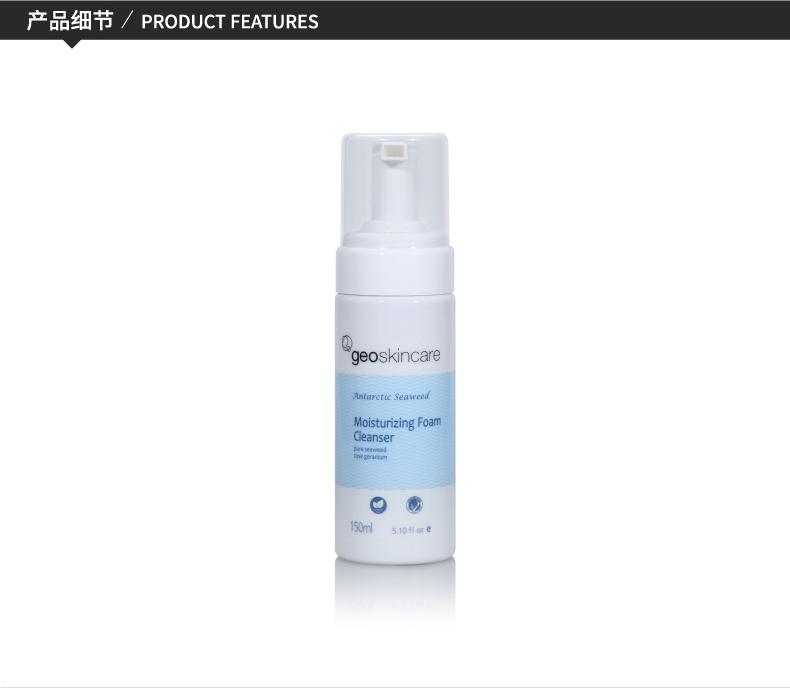 产品细节 / PRODUCT FEATURES
geoskincare
Antarctic Seaweed
Moisturizing Foam
Cleanser
pure seaweed
rose geranium
150ml 5.10 fl oz e